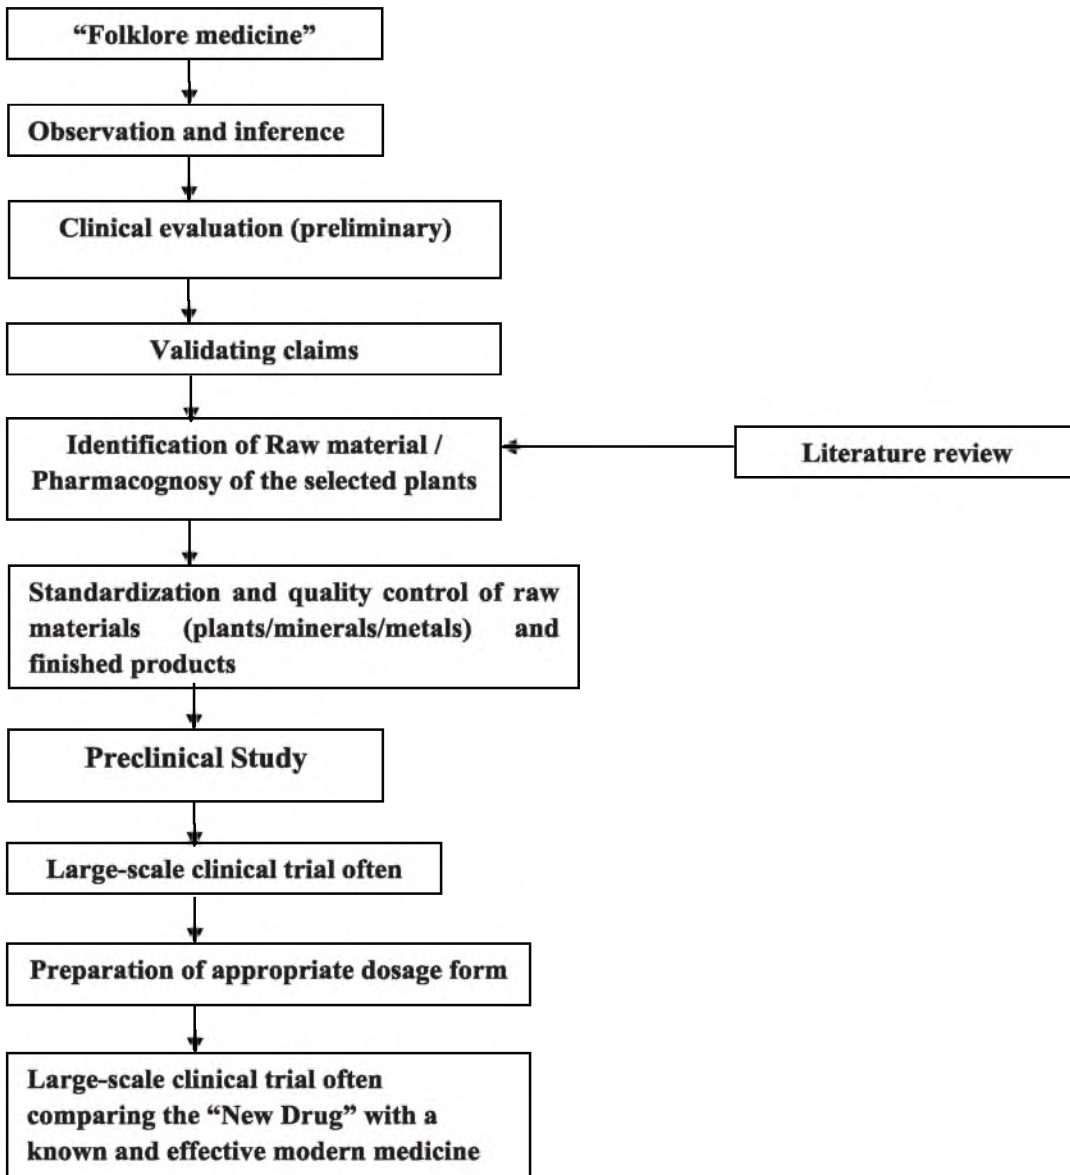 “Folklore medicine”
Observation and inference
Clinical evaluation (preliminary)
Validating claims
Identification of Raw material /
Pharmacognosy of the selected plants
Literature review
Standardization and quality control of raw
materials (plants/minerals/metals) and
finished products
Preclinical Study
Large-scale clinical trial often
Preparation of appropriate dosage form
Large-scale clinical trial often
comparing the “New Drug” with a
known and effective modern medicine